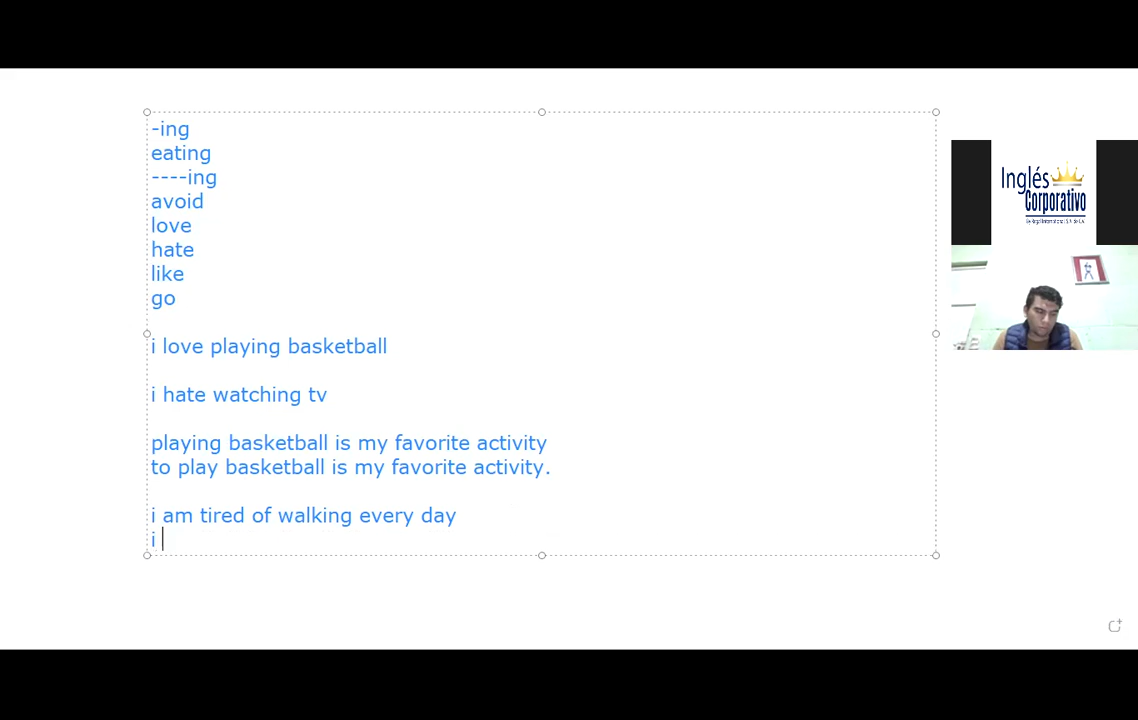 -ing
eating
----ing
avoid
love
hate
like
go
i love playing basketball
i hate watching tv
playing basketball is my favorite activity
to play basketball is my favorite activity.
i am tired of walking every day
i
Inglés
Corporativo